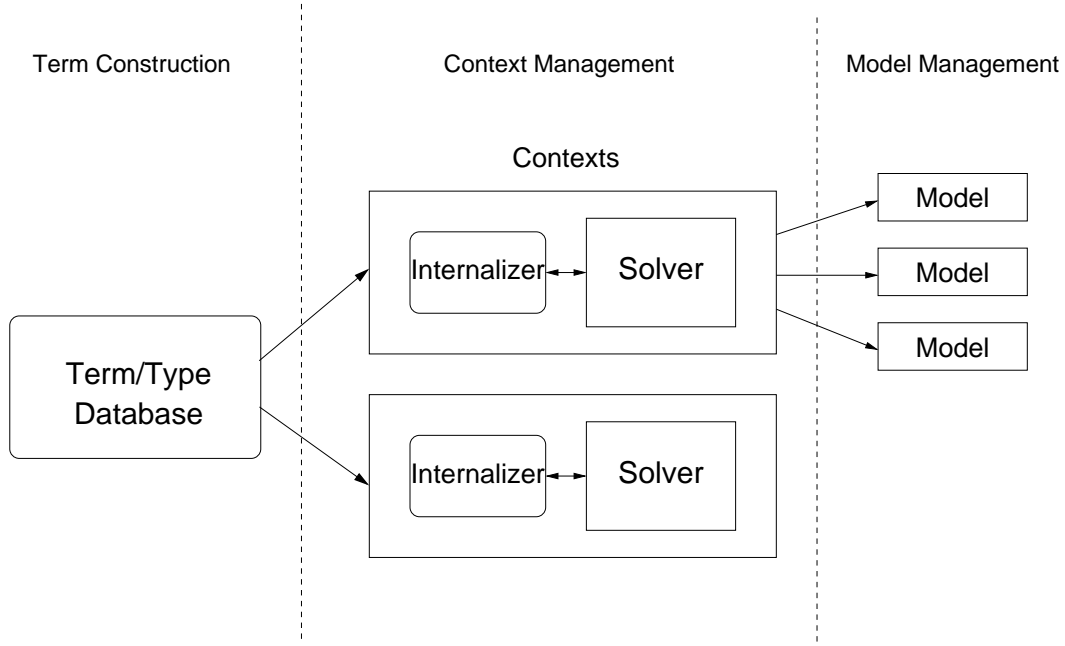 Term Construction
Context Management
Model Management
Contexts
Model
Internalizer
Solver
Model
Model
Term/Type
Database
Internalizer
Solver